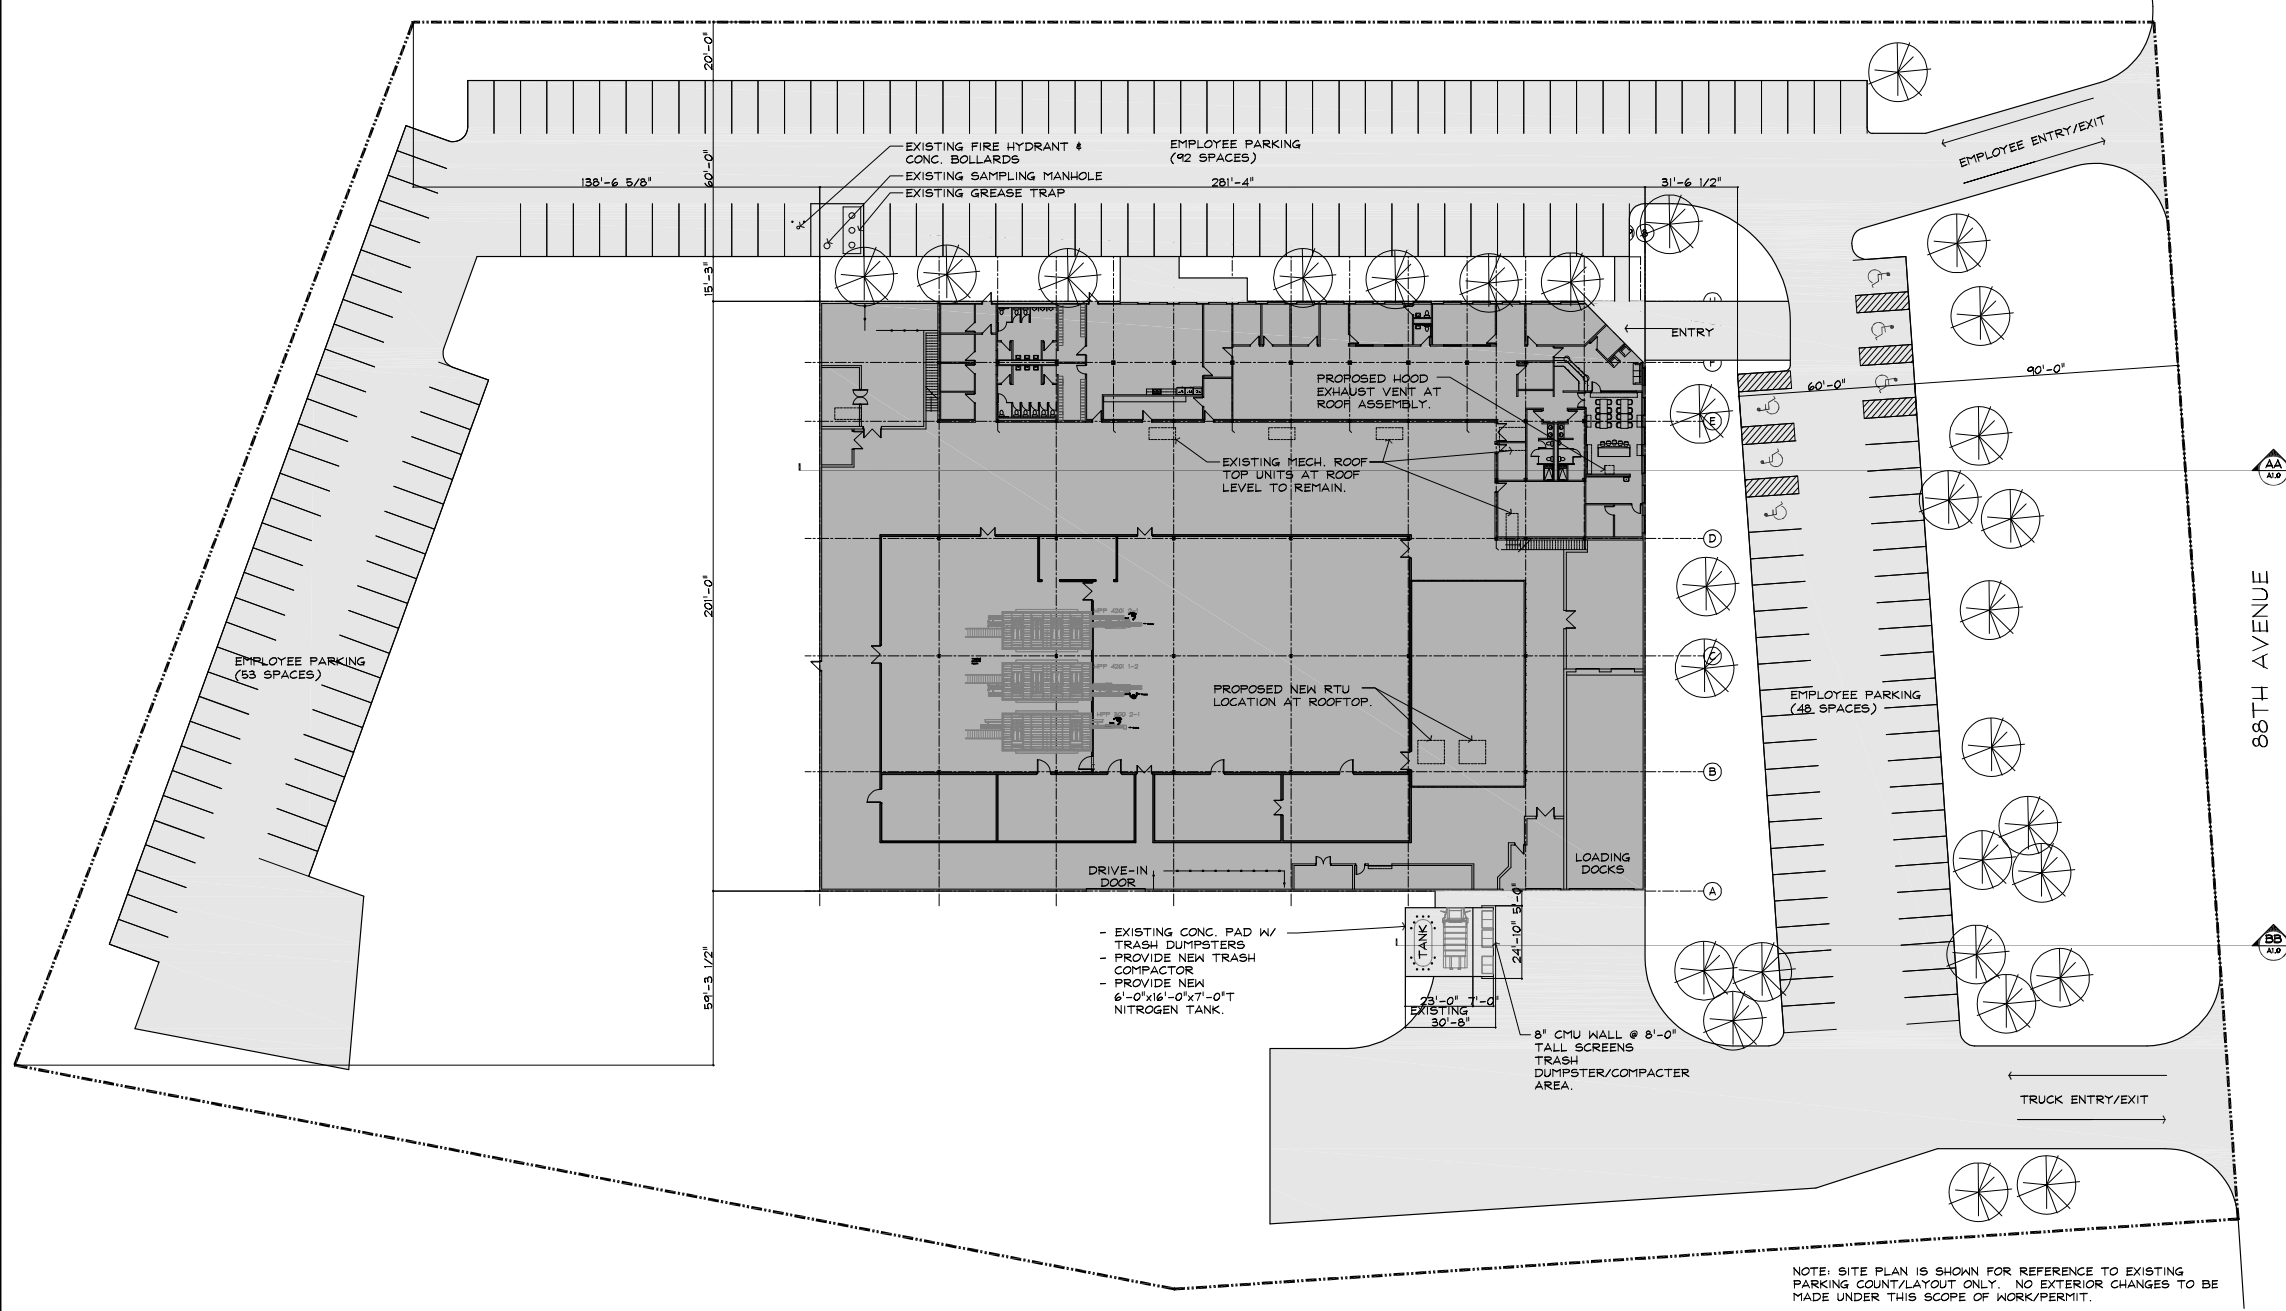 20'-0"
EXISTING FIRE HYDRANT &
CONC. BOLLARDS
EXISTING SAMPLING MANHOLE
EXISTING GREASE TRAP
EMPLOYEE PARKING
(92 SPACES)
EMPLOYEE ENTRY/EXIT
138'-6 5/8"
60'-0"
281'-4"
31'-6 1/2"
15'-3"
ENTRY
F
E
PROPOSED HOOD
EXHAUST VENT AT
ROOF ASSEMBLY.
60'-0"
90'-0"
EXISTING MECH. ROOF
TOP UNITS AT ROOF
LEVEL TO REMAIN.
AA
A1.0
D
201'-0"
88TH AVENUE
C
EMPLOYEE PARKING
(53 SPACES)
PROPOSED NEW RTU
LOCATION AT ROOFTOP.
EMPLOYEE PARKING
(48 SPACES)
B
DRIVE-IN
DOOR
LOADING
DOCKS
A
5'-0"
24'-10"
TANK
BB
A1.0
- EXISTING CONC. PAD W/
TRASH DUMPSTERS
- PROVIDE NEW TRASH
COMPACTOR
- PROVIDE NEW
6'-0"x16'-0"x7'-0"T
NITROGEN TANK.
59'-3 1/2"
23'-0" 7'-0"
EXISTING
30'-8"
8" CMU WALL @ 8'-0"
TALL SCREENS
TRASH
DUMPSTER/COMPACTER
AREA.
TRUCK ENTRY/EXIT
NOTE: SITE PLAN IS SHOWN FOR REFERENCE TO EXISTING
PARKING COUNT/LAYOUT ONLY. NO EXTERIOR CHANGES TO BE
MADE UNDER THIS SCOPE OF WORK/PERMIT.